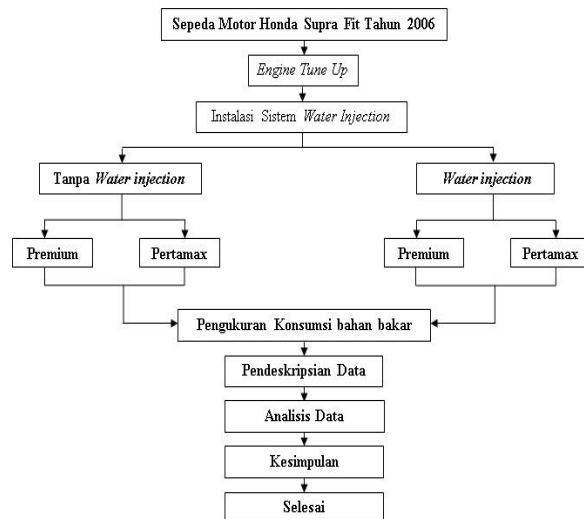 Sepeda Motor Honda Supra Fit Tahun 2006
Engine Tune Up
Instalasi Sistem Water Injection
Tanpa Water injection
Water injection
Premium
Pertamax
Premium
Pertamax
Pengukuran Konsumsi bahan bakar
Pendeskripsian Data
Analisis Data
Kesimpulan
Selesai